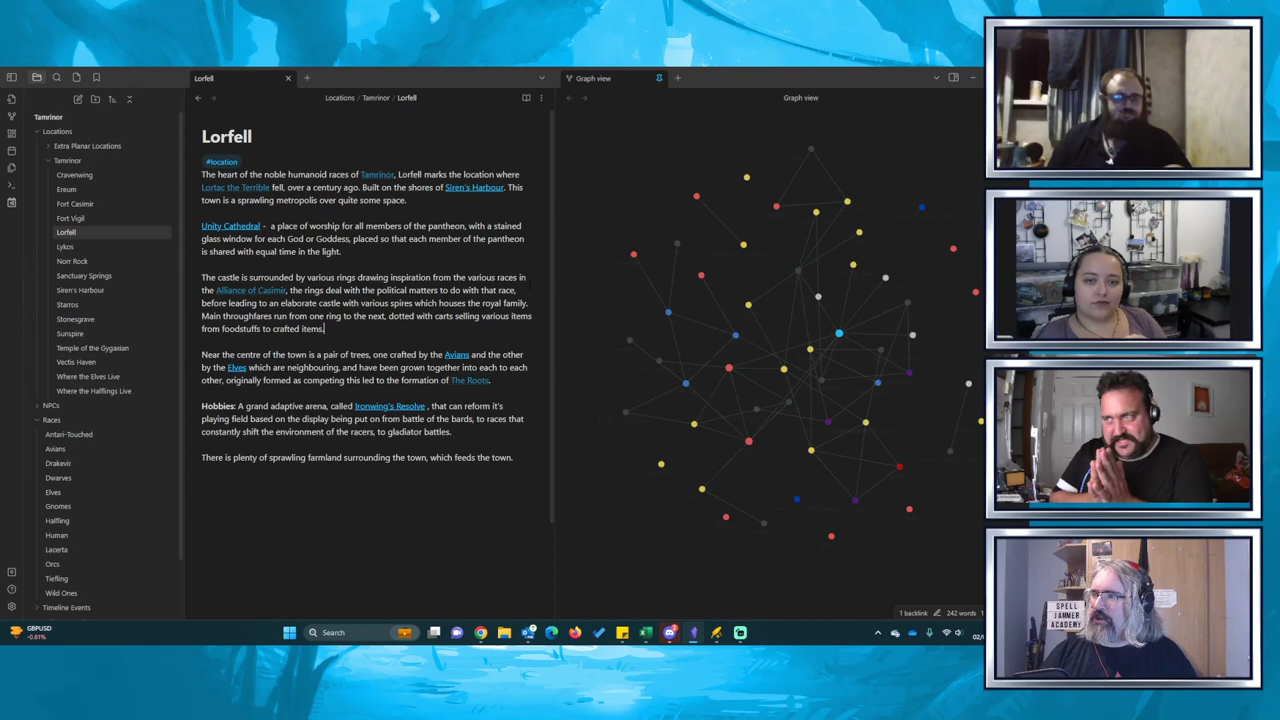 Lorfell
Graph view
Tamrinor
Locations
Extra Planar Locations
Tamrinor
Cravenwing
Ereum
Fort Casimir
Fort Vigil
Lorfell
Lykos
Norr Rock
Sanctuary Springs
Siren's Harbour
Starros
Stonesgrave
Sunspire
Temple of the Gygaxian
Vectis Haven
Where the Elves Live
Where the Halflings Live
NPCs
Races
Antari-Touched
Avians
Drakevir
Dwarves
Elves
Gnomes
Halfling
Human
Lacerta
Orcs
Tiefling
Wild Ones
Timeline Events
Locations / Tamrinor / Lorfell
Lorfell
#location
The heart of the noble humanoid races of Tamrinor, Lorfell marks the location where
Lortac the Terrible fell, over a century ago. Built on the shores of Siren's Harbour. This
town is a sprawling metropolis over quite some space.
Unity Cathedral - a place of worship for all members of the pantheon, with a stained
glass window for each God or Goddess, placed so that each member of the pantheon
is shared with equal time in the light.
The castle is surrounded by various rings drawing inspiration from the various races in
the Alliance of Casimir, the rings deal with the political matters to do with that race,
before leading to an elaborate castle with various spires which houses the royal family.
Main throughfares run from one ring to the next, dotted with carts selling various items
from foodstuffs to crafted items.
Near the centre of the town is a pair of trees, one crafted by the Avians and the other
by the Elves which are neighbouring, and have been grown together into each to each
other, originally formed as competing this led to the formation of The Roots.
Hobbies: A grand adaptive arena, called Ironwing's Resolve , that can reform it's
playing field based on the display being put on from battle of the bards, to races that
constantly shift the environment of the racers, to gladiator battles.
There is plenty of sprawling farmland surrounding the town, which feeds the town.
Graph view
1 backlink
242 words
GBPUSD
-0.61%
Search
2
02/
SPELL
JAMMER
ACADEMY